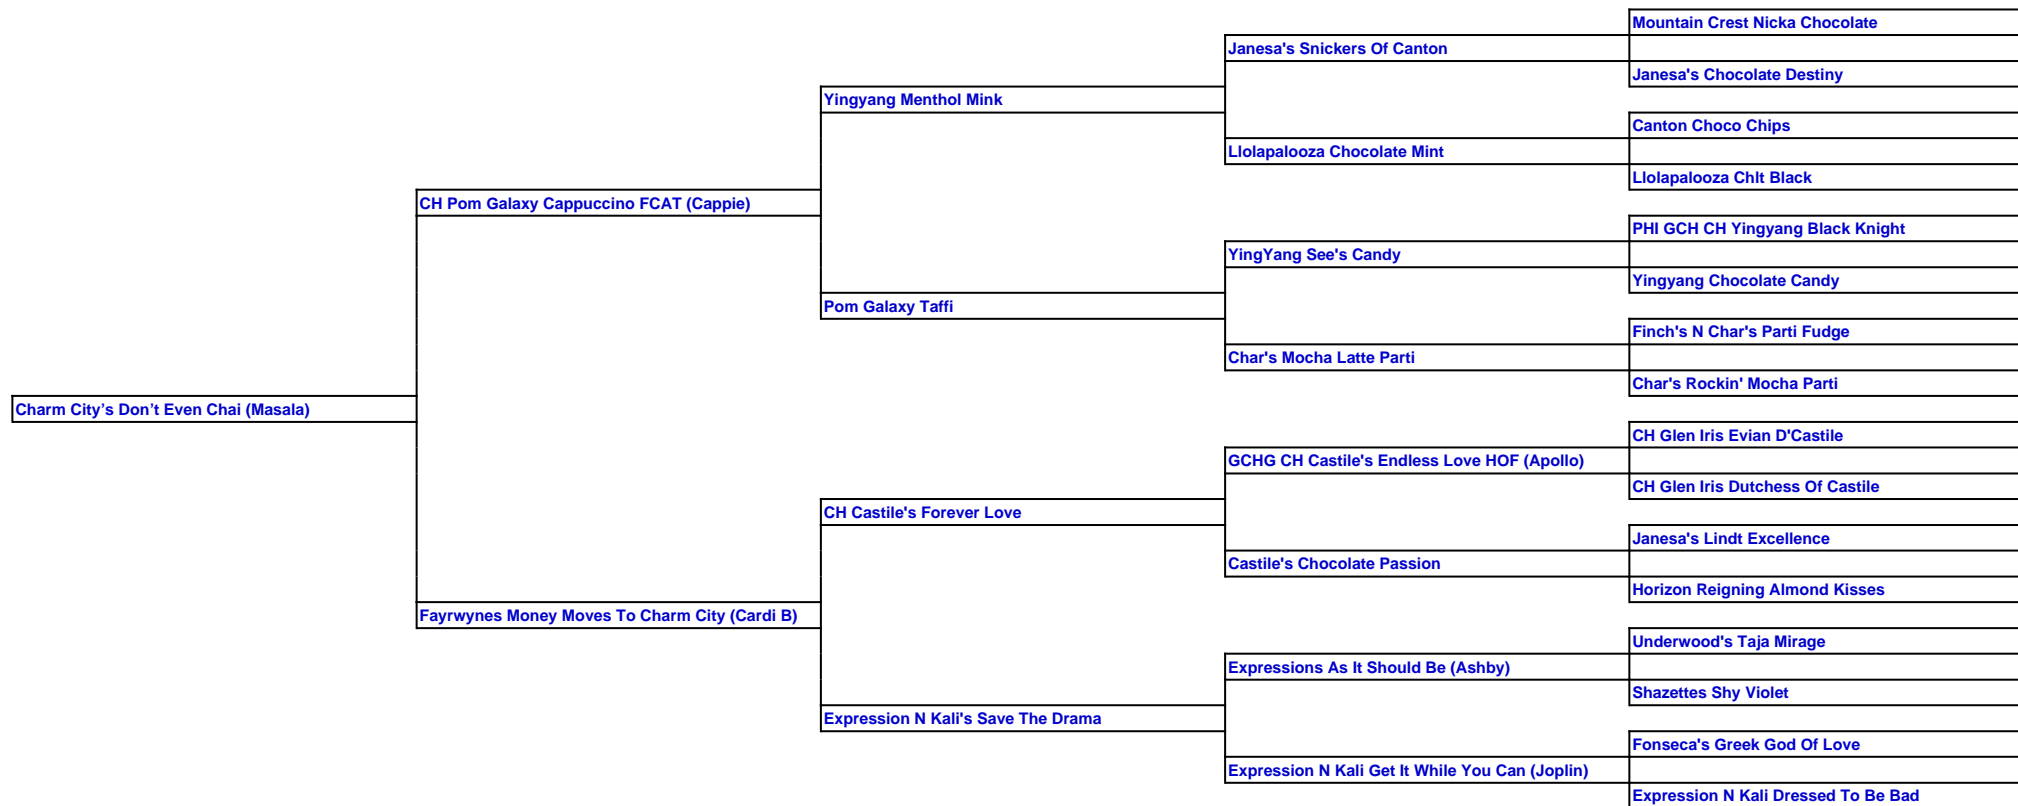 Mountain Crest Nicka Chocolate
Janesa's Snickers Of Canton
Janesa's Chocolate Destiny
Yingyang Menthol Mink
Canton Choco Chips
Llolapalooza Chocolate Mint
Llolapalooza Chlt Black
CH Pom Galaxy Cappuccino FCAT (Cappie)
PHI GCH CH Yingyang Black Knight
YingYang See's Candy
Yingyang Chocolate Candy
Pom Galaxy Taffi
Finch's N Char's Parti Fudge
Char's Mocha Latte Parti
Char's Rockin' Mocha Parti
Charm City’s Don’t Even Chai (Masala)
CH Glen Iris Evian D'Castile
GCHG CH Castile's Endless Love HOF (Apollo)
CH Glen Iris Dutchess Of Castile
CH Castile's Forever Love
Janesa's Lindt Excellence
Castile's Chocolate Passion
Horizon Reigning Almond Kisses
Fayrwynes Money Moves To Charm City (Cardi B)
Underwood's Taja Mirage
Expressions As It Should Be (Ashby)
Shazettes Shy Violet
Expression N Kali's Save The Drama
Fonseca's Greek God Of Love
Expression N Kali Get It While You Can (Joplin)
Expression N Kali Dressed To Be Bad